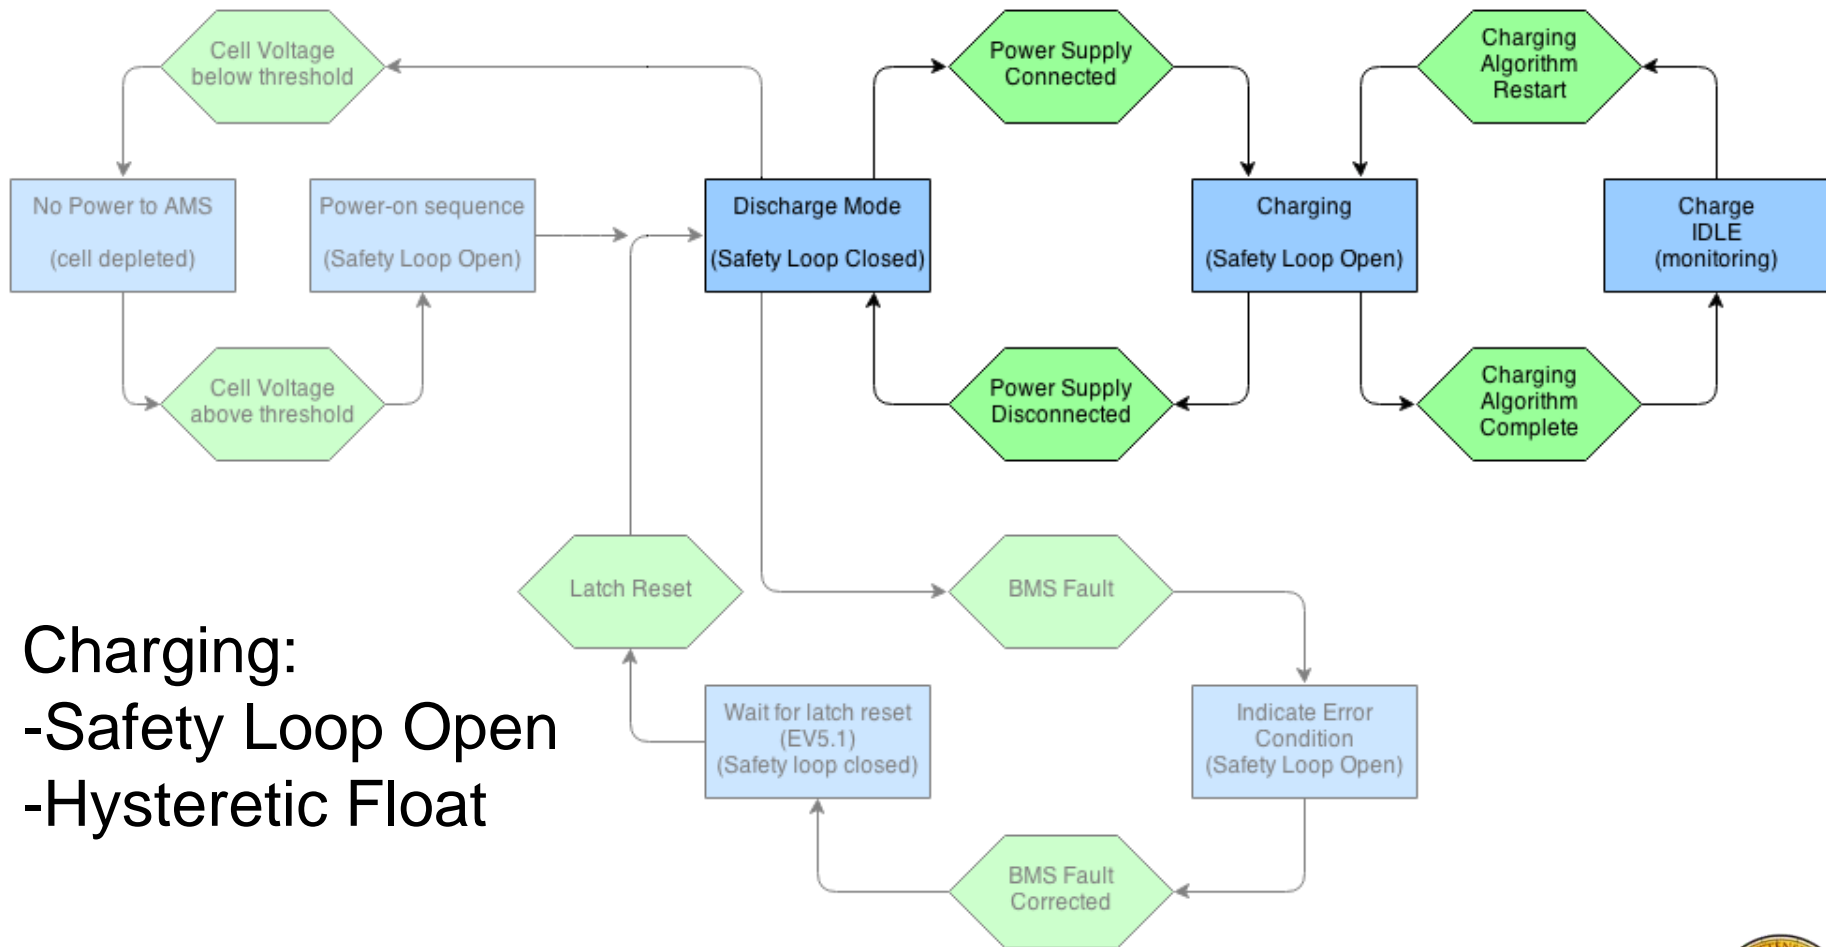 Cell Voltage
below threshold
Power Supply
Connected
Charging
Algorithm
Restart
No Power to AMS
(cell depleted)
Power-on sequence
(Safety Loop Open)
Discharge Mode
(Safety Loop Closed)
Charging
(Safety Loop Open)
Charge
IDLE
(monitoring)
Cell Voltage
above threshold
Power Supply
Disconnected
Charging
Algorithm
Complete
Latch Reset
BMS Fault
Charging:
-Safety Loop Open
-Hysteretic Float
Wait for latch reset
(EV5.1)
(Safety loop closed)
Indicate Error
Condition
(Safety Loop Open)
BMS Fault
Corrected